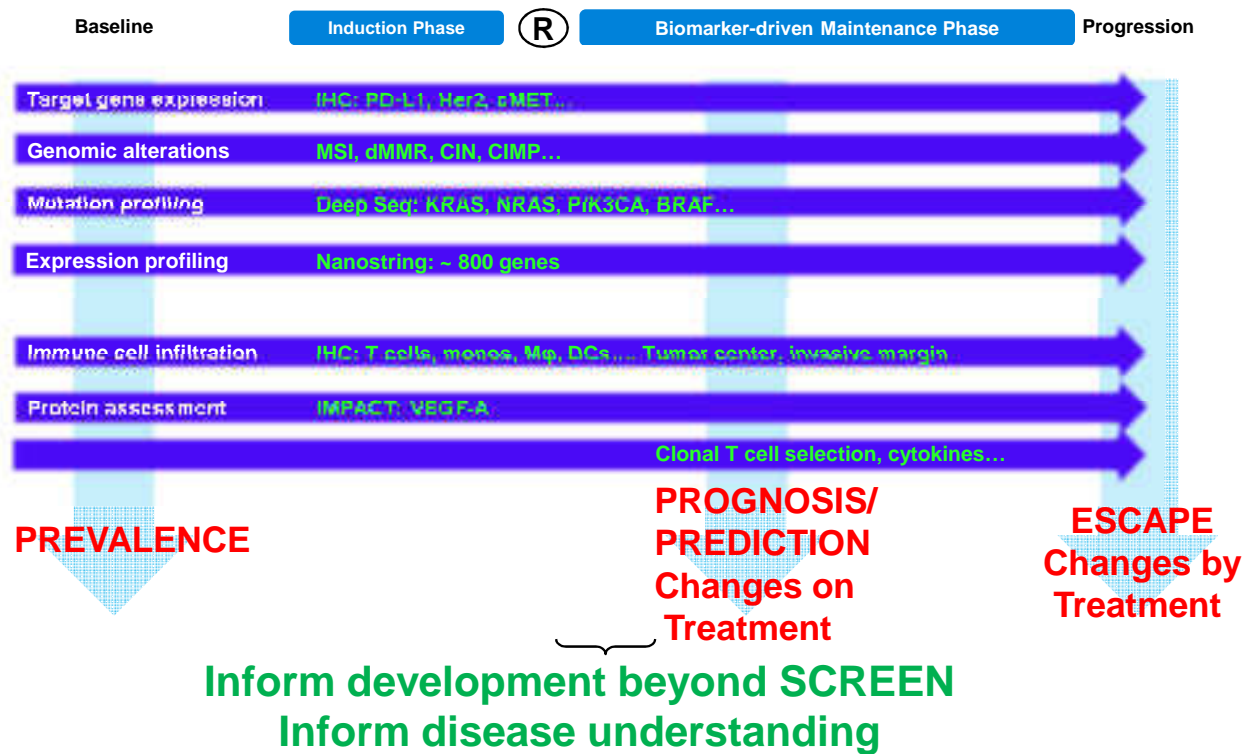 Baseline Induction Phase R Biomarker-driven Maintenance Phase Progression
Target gene expression IHC: PD-L1, Her2, cMET...
Genomic alterations MSI, dMMR, CIN, CIMP…
Mutation profiling Deep Seq: KRAS, NRAS, PIK3CA, BRAF…
Expression profiling Nanostring: ~ 800 genes
Immune cell infiltration IHC: T cells, monos, Mφ, DCs.... Tumor center, invasive margin
Protein assessment IMPACT: VEGF-A
Clonal T cell selection, cytokines…
PREVALENCE
PROGNOSIS/
PREDICTION
Changes on
Treatment
ESCAPE
Changes by
Treatment
Inform development beyond SCREEN
Inform disease understanding